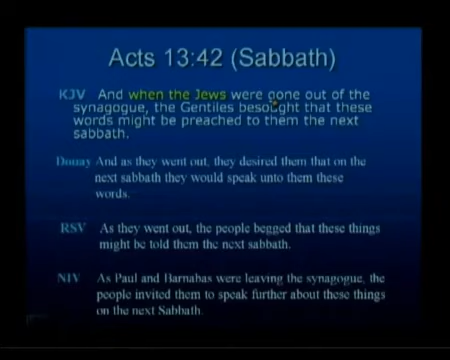 Acts 13:42 (Sabbath)
KJV And when the Jews were gone out of the
synagogue, the Gentiles besought that these
words might be preached to them the next
sabbath.
Douay And as they went out, they desired them that on the
next sabbath they would speak unto them these
words.
RSV As they went out, the people begged that these things
might be told them the next sabbath.
NIV As Paul and Barnabas were leaving the synagogue, the
people invited them to speak further about these things
on the next Sabbath.